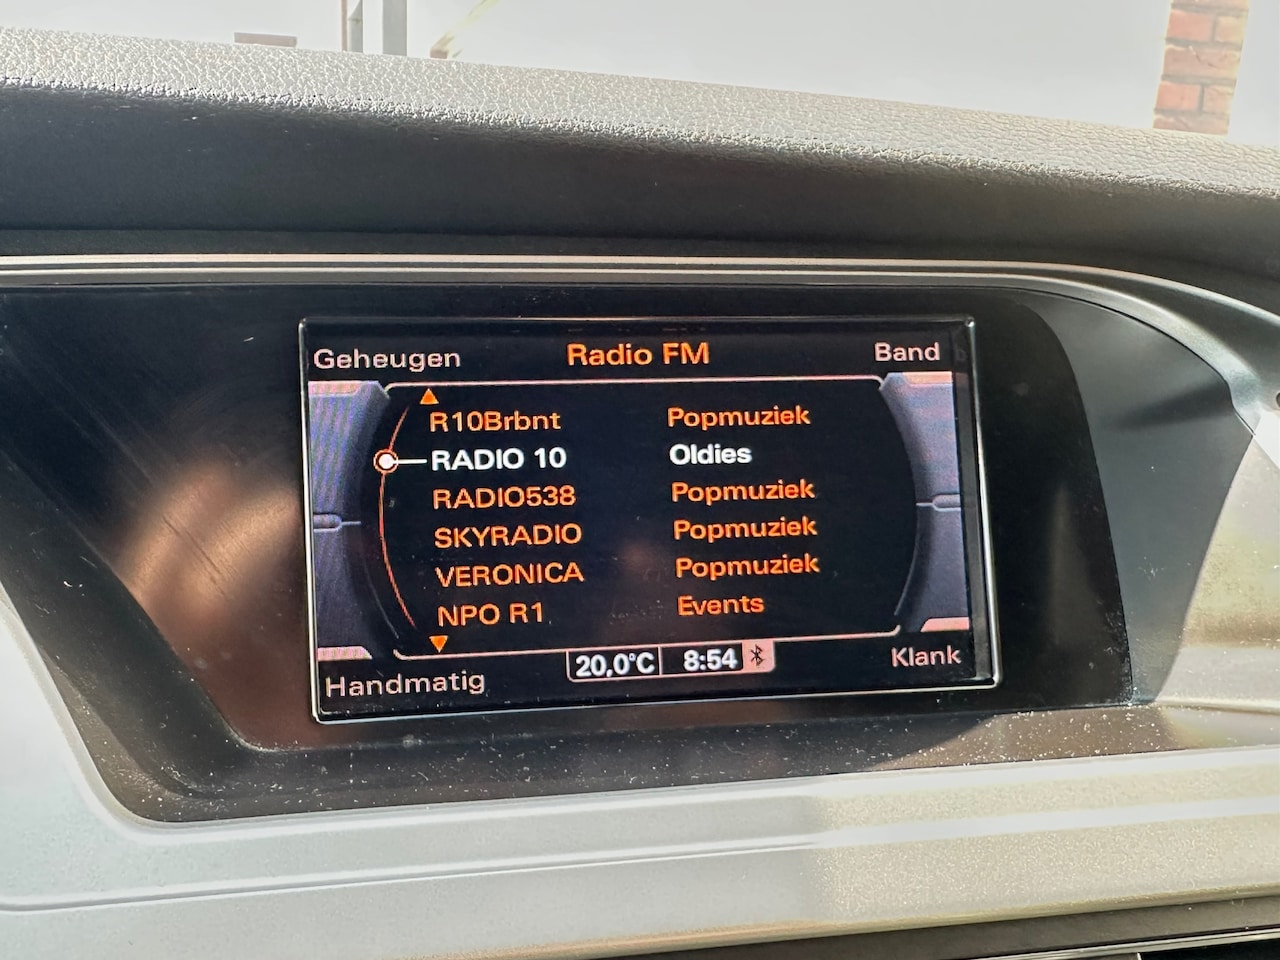 Geheugen Radio FM Band
R10Brbnt Popmuziek
RADIO 10 Oldies
RADIO538 Popmuziek
SKYRADIO Popmuziek
VERONICA Popmuziek
NPO R1 Events
Handmatig 20,0°C 8:54 Klank